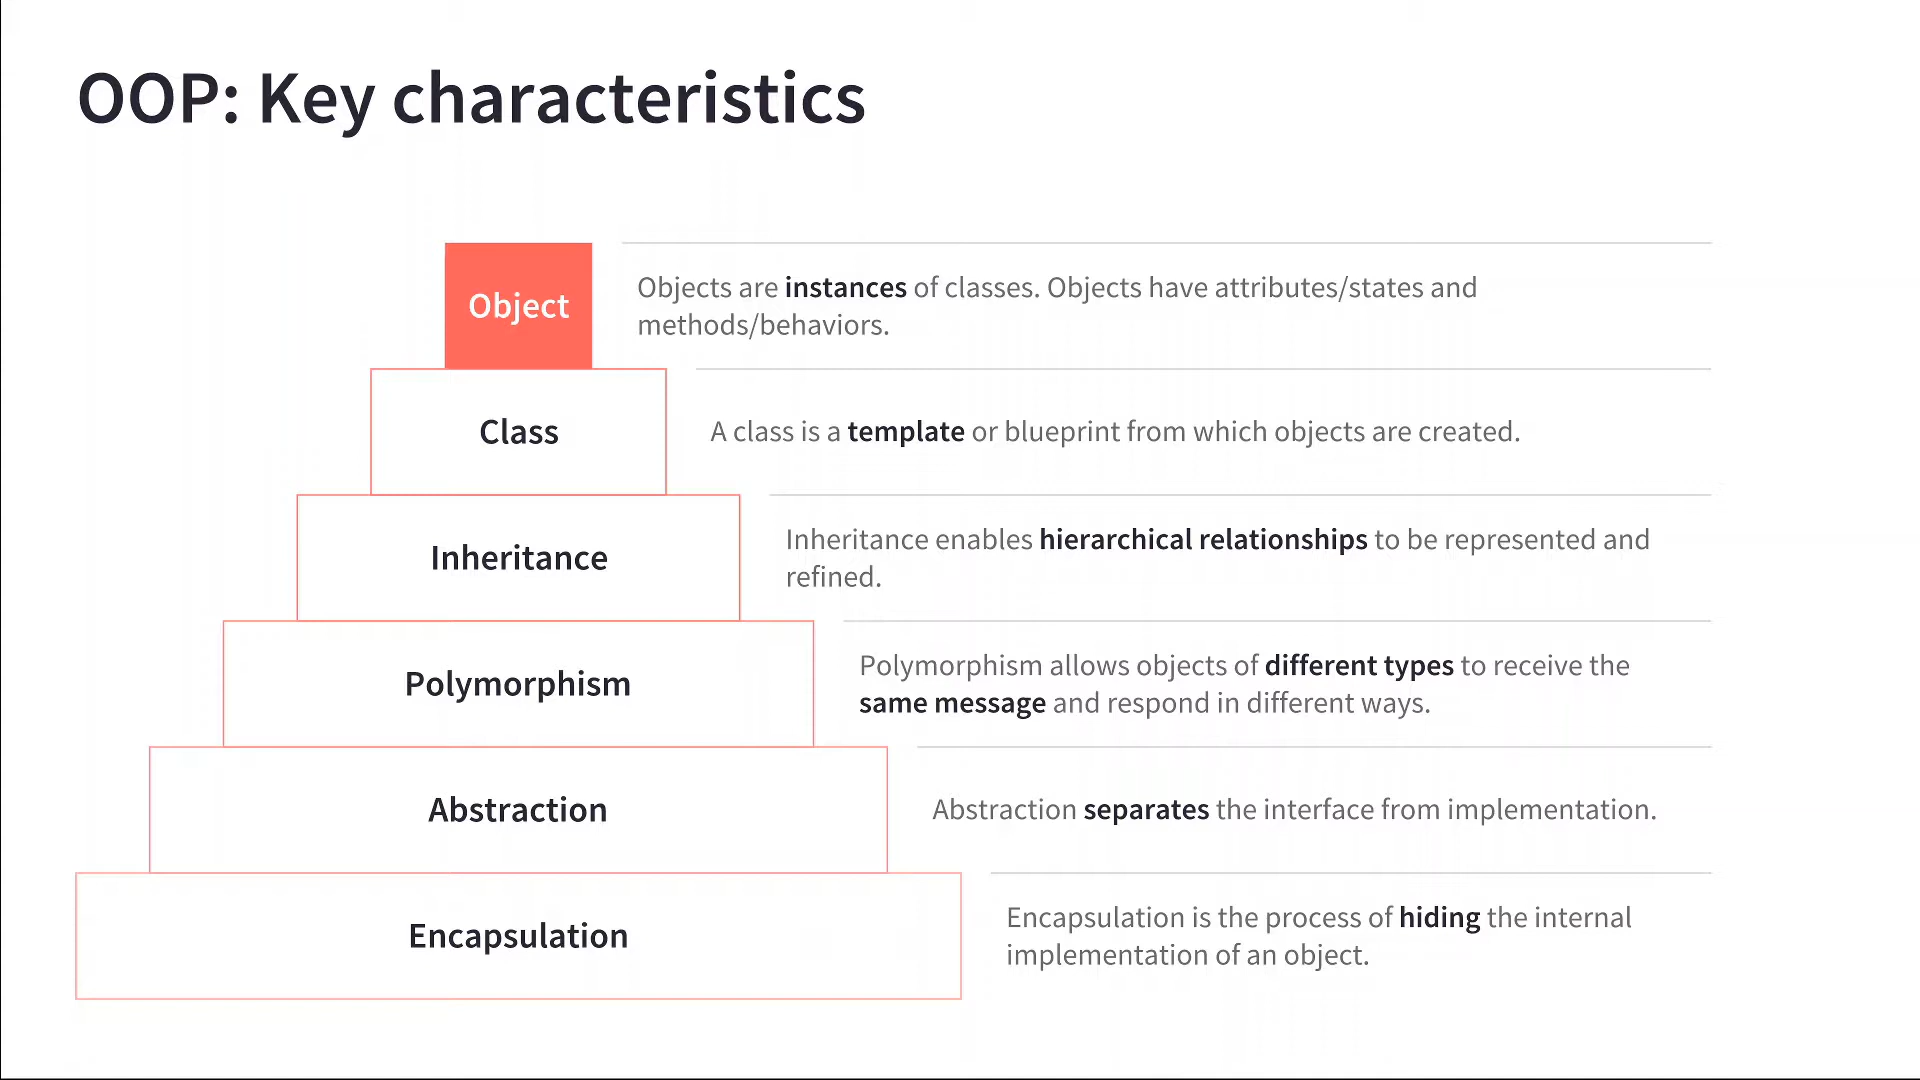 OOP: Key characteristics
Object
Objects are instances of classes. Objects have attributes/states and
methods/behaviors.
Class
A class is a template or blueprint from which objects are created.
Inheritance
Inheritance enables hierarchical relationships to be represented and
refined.
Polymorphism
Polymorphism allows objects of different types to receive the
same message and respond in different ways.
Abstraction
Abstraction separates the interface from implementation.
Encapsulation
Encapsulation is the process of hiding the internal
implementation of an object.